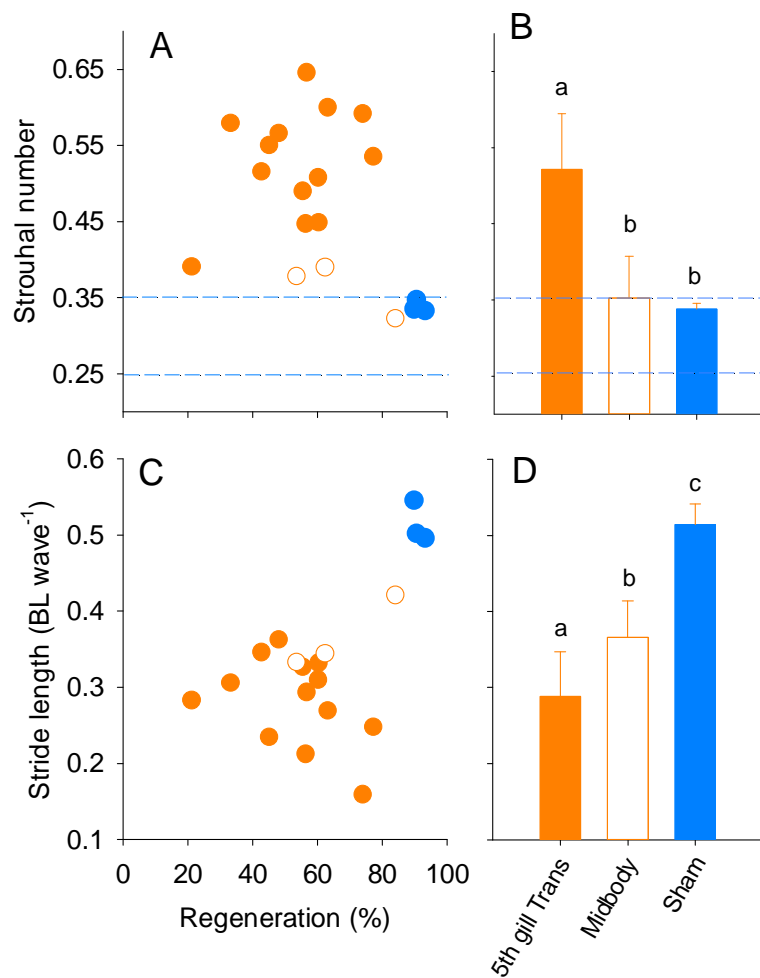 A
B
Strouhal number
0.65
0.55
0.45
0.35
0.25
a
b
b
C
D
Stride length (BL wave⁻¹)
0.6
0.5
0.4
0.3
0.2
0.1
a
b
c
0 20 40 60 80 100
Regeneration (%)
5th gill Trans
Midbody
Sham